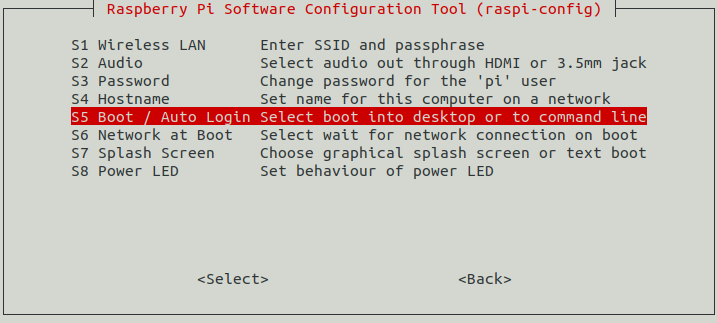 Raspberry Pi Software Configuration Tool (raspi-config)
S1 Wireless LAN Enter SSID and passphrase
S2 Audio Select audio out through HDMI or 3.5mm jack
S3 Password Change password for the 'pi' user
S4 Hostname Set name for this computer on a network
S5 Boot / Auto Login Select boot into desktop or to command line
S6 Network at Boot Select wait for network connection on boot
S7 Splash Screen Choose graphical splash screen or text boot
S8 Power LED Set behaviour of power LED
<Select> <Back>